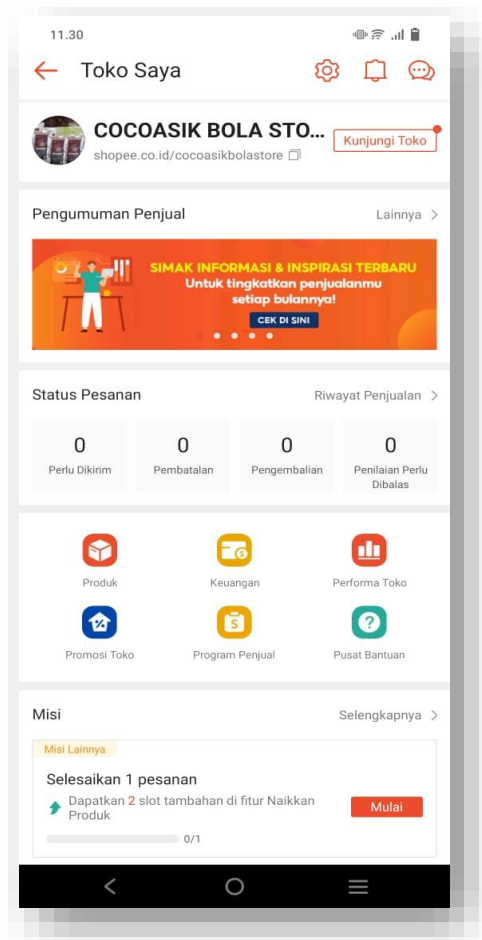 11.30
Toko Saya
COCOASIK BOLA STO...
shopee.co.id/cocoasikbolastore
Kunjungi Toko
Pengumuman Penjual
Lainnya >
SIMAK INFORMASI & INSPIRASI TERBARU
Untuk tingkatkan penjualanmu
setiap bulannya!
CEK DI SINI
Status Pesanan
Riwayat Penjualan >
0
0
0
0
Perlu Dikirim
Pembatalan
Pengembalian
Penilaian Perlu
Dibalas
Produk
Keuangan
Performa Toko
Promosi Toko
Program Penjual
Pusat Bantuan
Misi
Selengkapnya >
Misi Lainnya
Selesaikan 1 pesanan
Dapatkan 2 slot tambahan di fitur Naikkan
Produk
Mulai
0/1